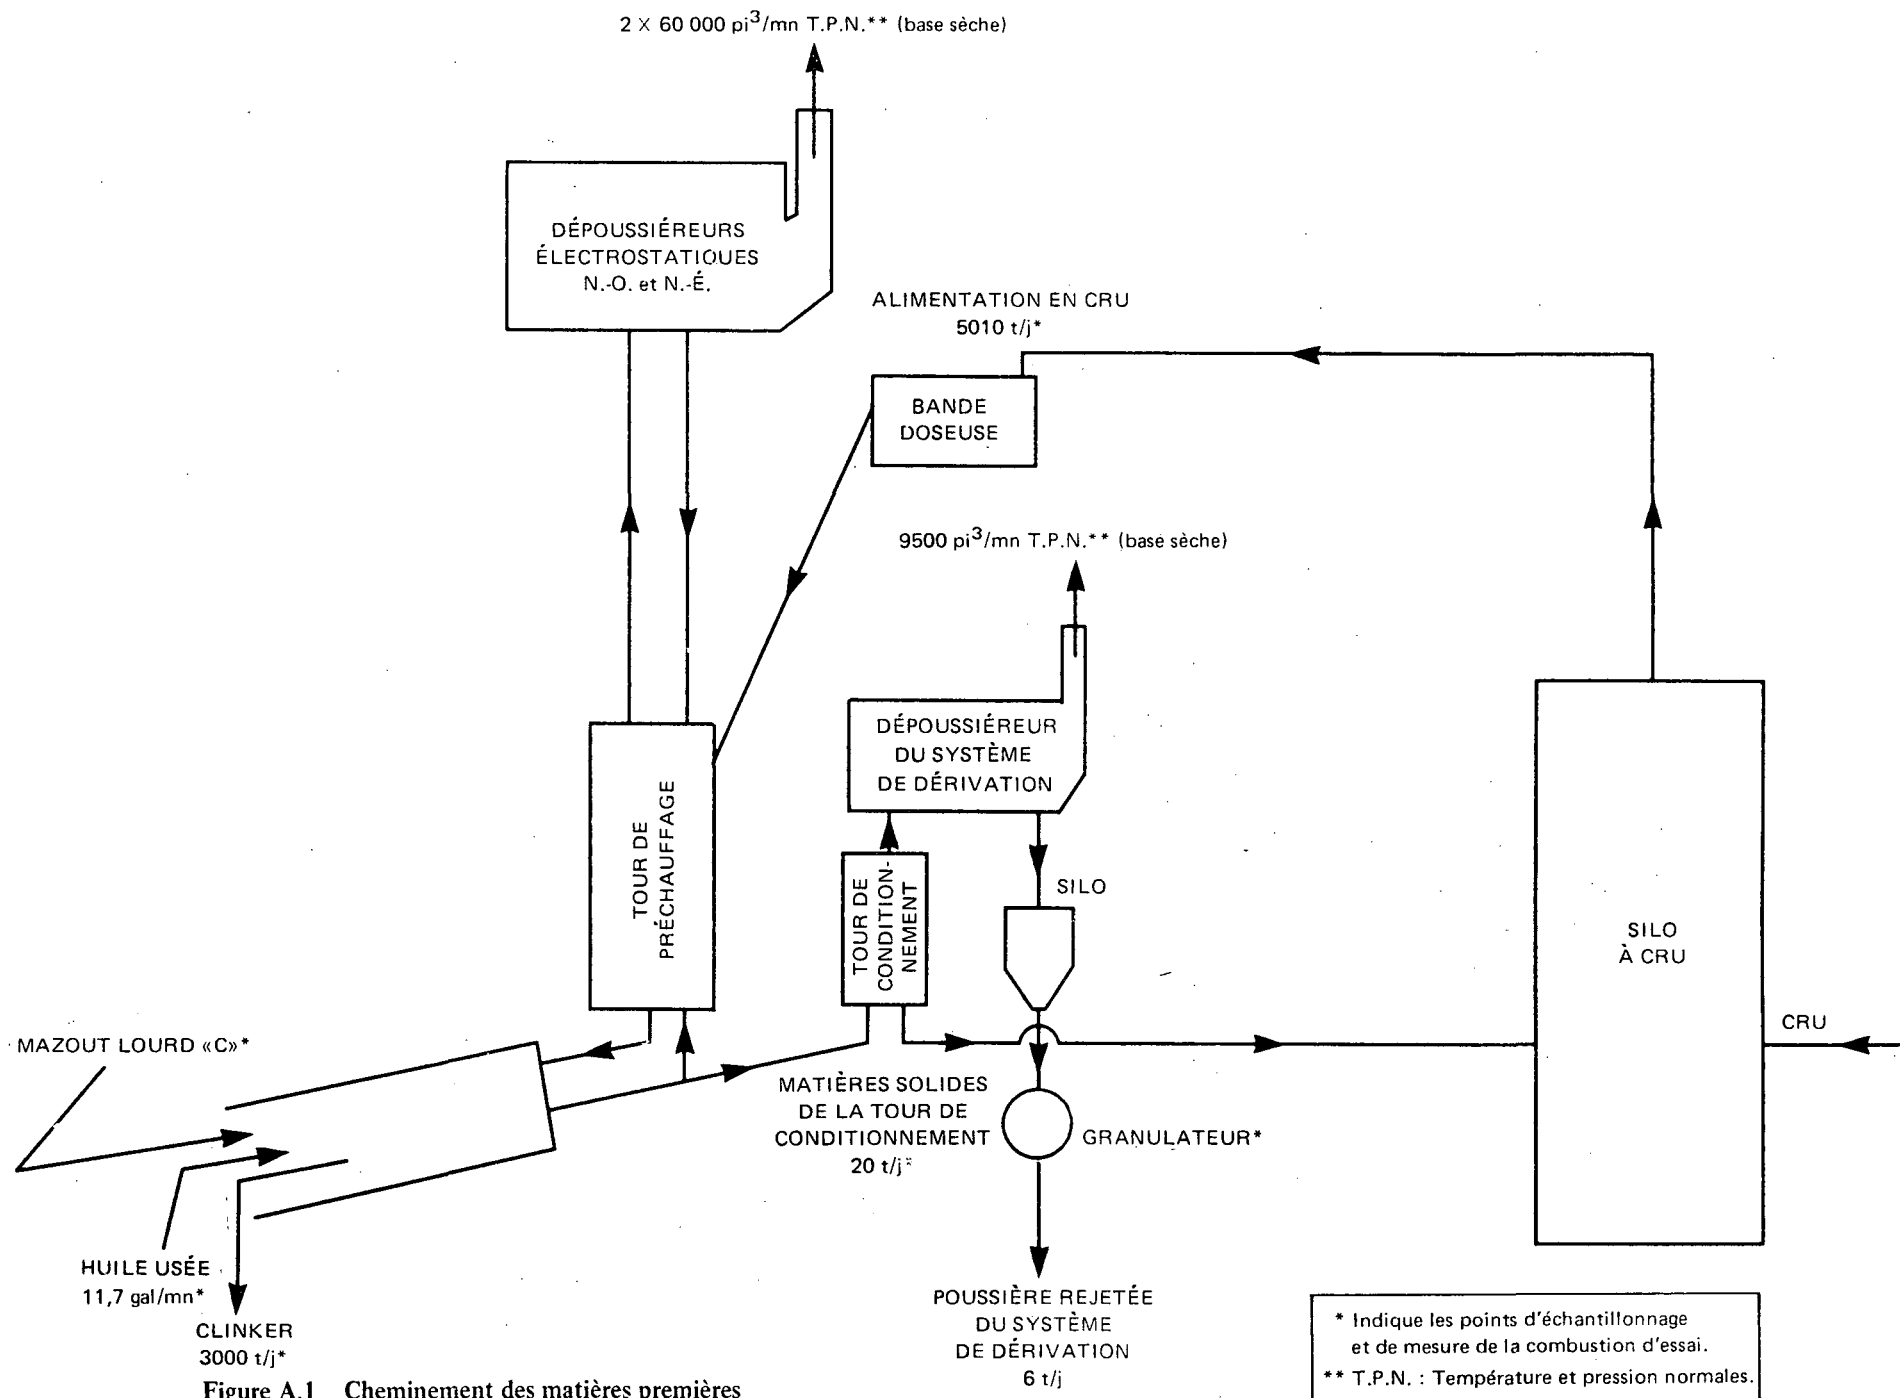 2 X 60 000 pi³/mn T.P.N.** (base sèche)
DÉPOUSSIÉREURS
ÉLECTROSTATIQUES
N.-O. et N.-É.
ALIMENTATION EN CRU
5010 t/j*
BANDE
DOSEUSE
9500 pi³/mn T.P.N.** (base sèche)
DÉPOUSSIÉREUR
DU SYSTÈME
DE DÉRIVATION
TOUR DE
PRÉCHAUFFAGE
TOUR DE
CONDITION-
NEMENT
SILO
SILO
À CRU
CRU
MAZOUT LOURD «C»*
MATIÈRES SOLIDES
DE LA TOUR DE
CONDITIONNEMENT
20 t/j*
GRANULATEUR*
HUILE USÉE
11,7 gal/mn*
CLINKER
3000 t/j*
POUSSIÈRE REJETÉE
DU SYSTÈME
DE DÉRIVATION
6 t/j
* Indique les points d'échantillonnage
et de mesure de la combustion d'essai.
** T.P.N. : Température et pression normales.
Figure A.1 Cheminement des matières premières